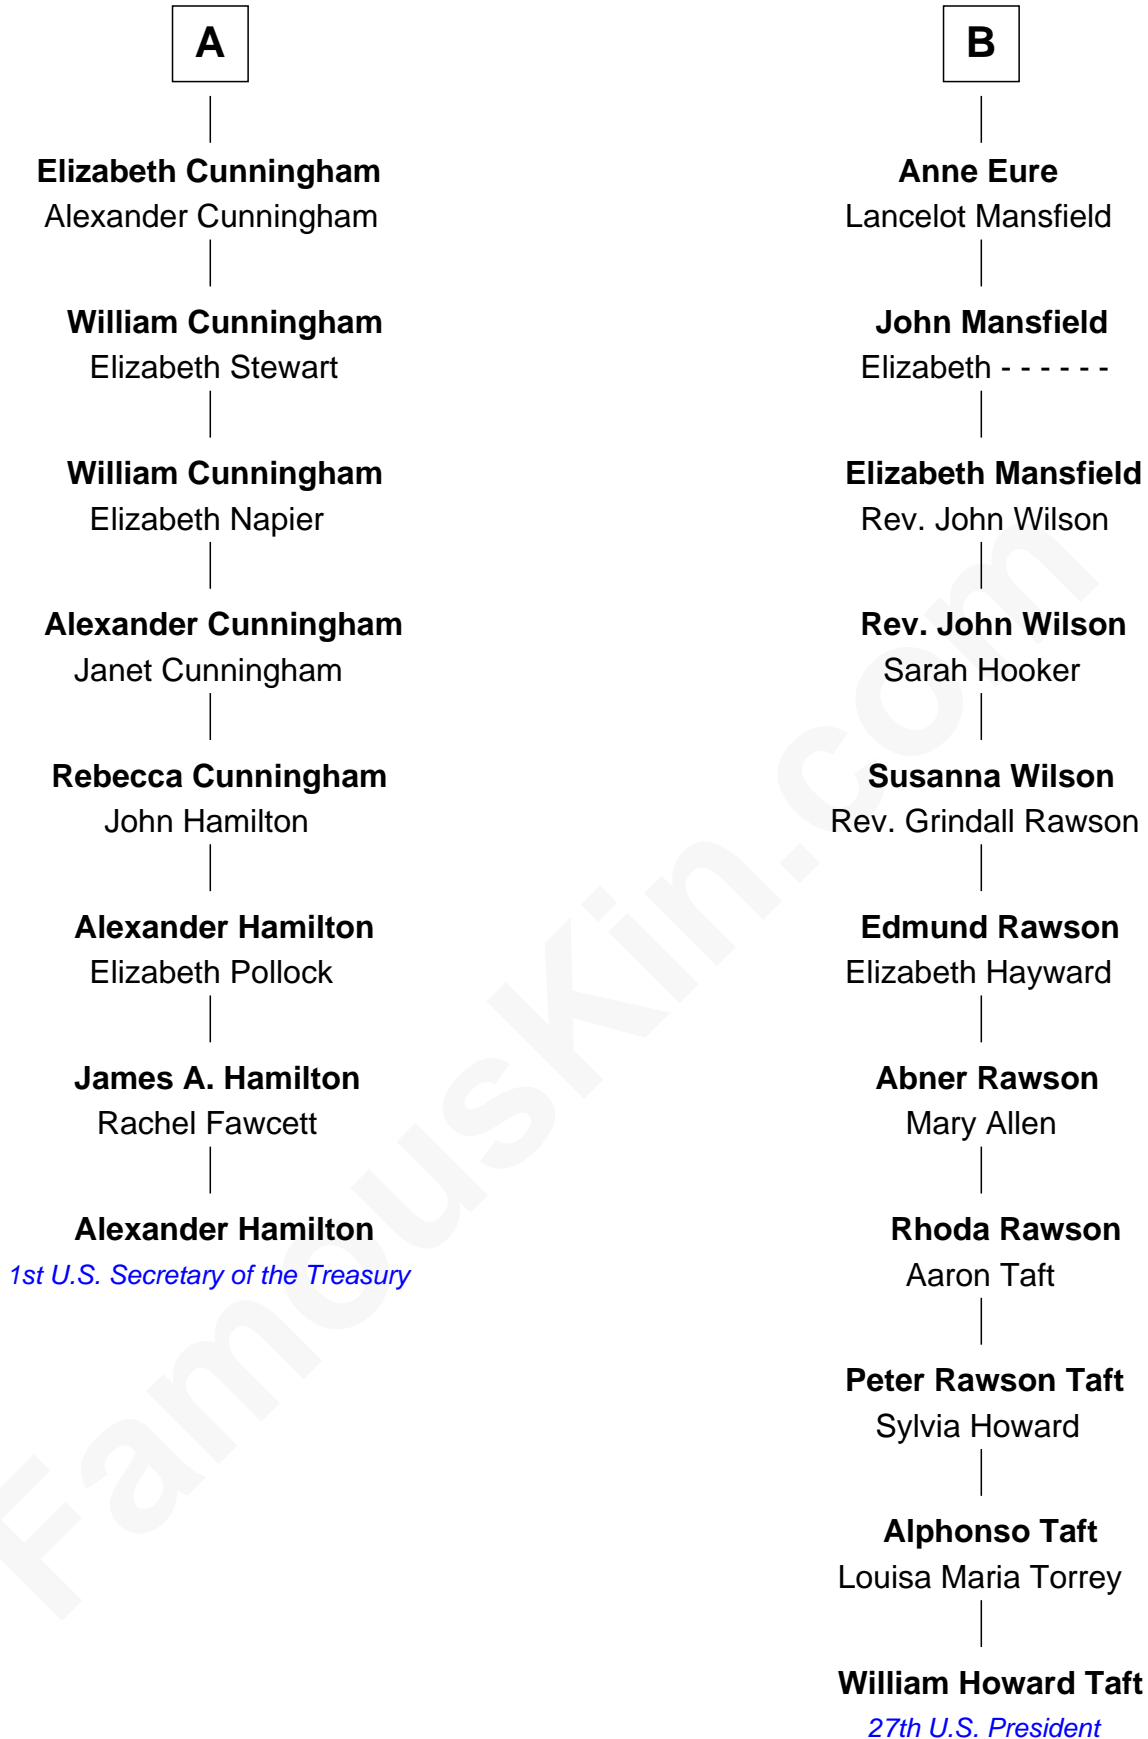 A
Elizabeth Cunningham
Alexander Cunningham
William Cunningham
Elizabeth Stewart
William Cunningham
Elizabeth Napier
Alexander Cunningham
Janet Cunningham
Rebecca Cunningham
John Hamilton
Alexander Hamilton
Elizabeth Pollock
James A. Hamilton
Rachel Fawcett
Alexander Hamilton
1st U.S. Secretary of the Treasury
B
Anne Eure
Lancelot Mansfield
John Mansfield
Elizabeth - - - - - -
Elizabeth Mansfield
Rev. John Wilson
Rev. John Wilson
Sarah Hooker
Susanna Wilson
Rev. Grindall Rawson
Edmund Rawson
Elizabeth Hayward
Abner Rawson
Mary Allen
Rhoda Rawson
Aaron Taft
Peter Rawson Taft
Sylvia Howard
Alphonso Taft
Louisa Maria Torrey
William Howard Taft
27th U.S. President
FamousKin.com